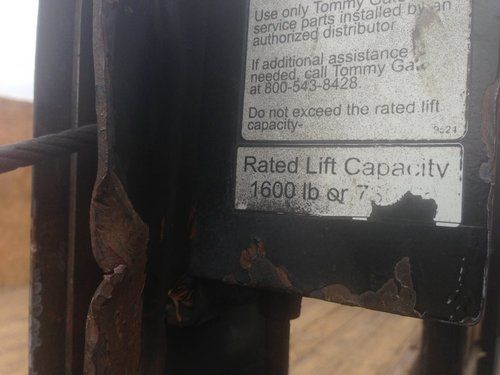 Use only Tommy
service parts installed by an
authorized distributor
If additional assistance is
needed, call Tommy
at 800-543-8428.
Do not exceed the rated lift
capacity-
Rated Lift Capacity
1600 lb or